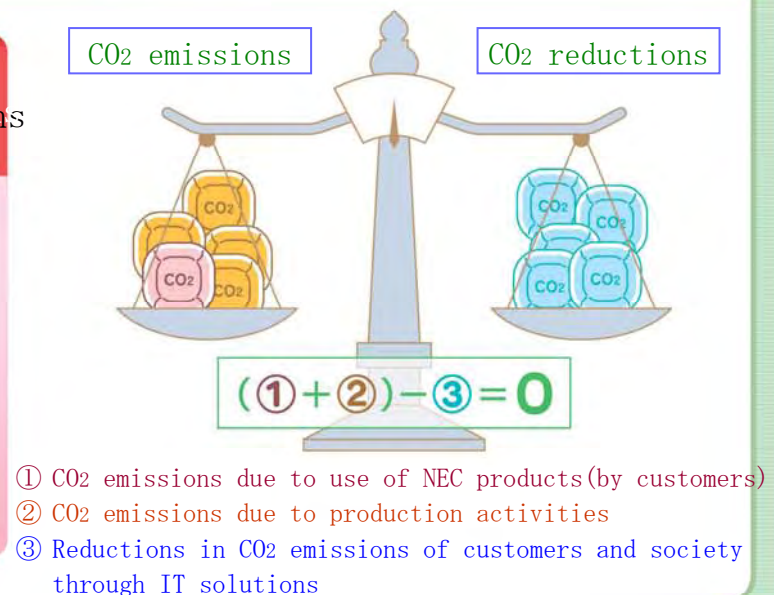 CO2 emissions
CO2 reductions
ns
CO2
CO2
CO2
CO2
CO2
CO2
CO2
(①+②)−③=0
① CO2 emissions due to use of NEC products(by customers)
② CO2 emissions due to production activities
③ Reductions in CO2 emissions of customers and society
through IT solutions